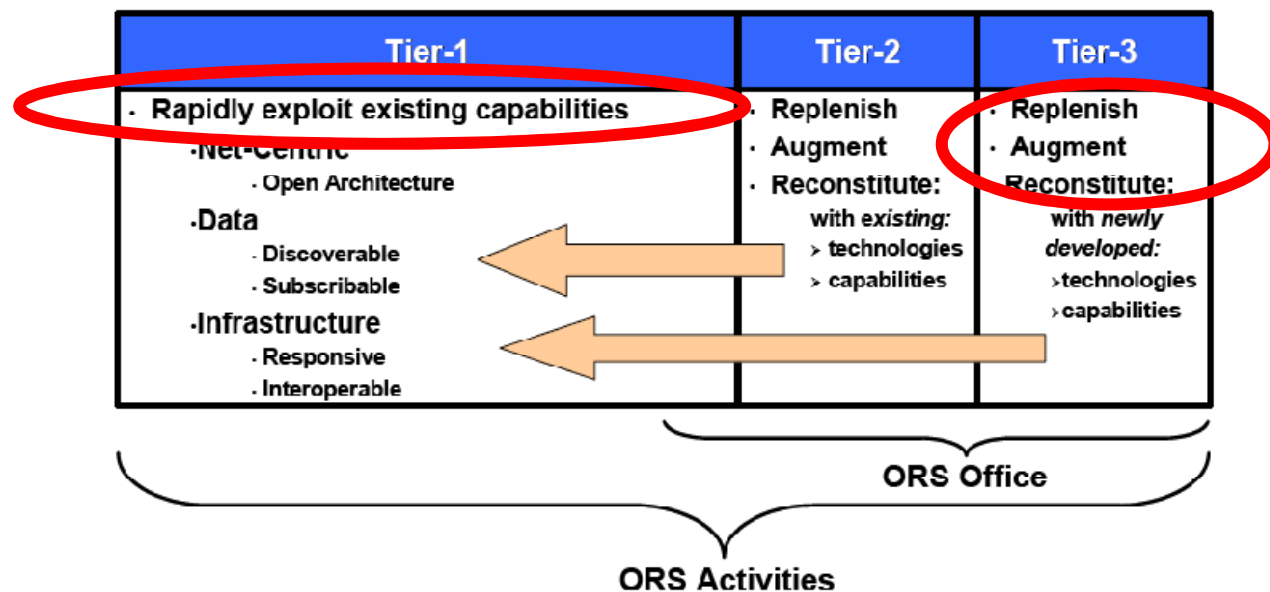 Tier-1
· Rapidly exploit existing capabilities
·Net-Centric
· Open Architecture
·Data
· Discoverable
· Subscribable
·Infrastructure
· Responsive
· Interoperable
Tier-2
· Replenish
· Augment
· Reconstitute:
with existing:
> technologies
> capabilities
Tier-3
· Replenish
· Augment
Reconstitute:
with newly
developed:
>technologies
>capabilities
ORS Office
ORS Activities